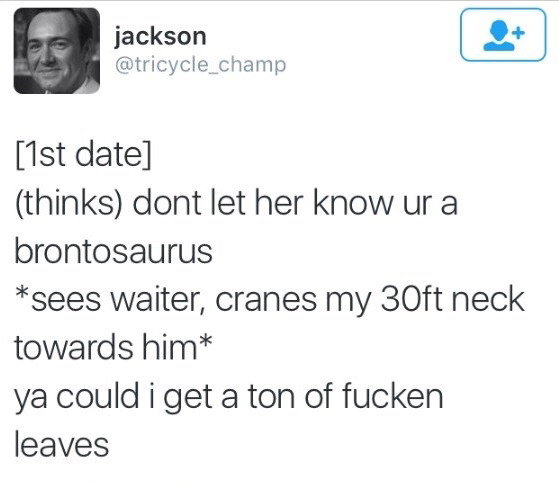 jackson
@tricycle_champ
[1st date]
(thinks) dont let her know ur a
brontosaurus
*sees waiter, cranes my 30ft neck
towards him*
ya could i get a ton of fucken
leaves